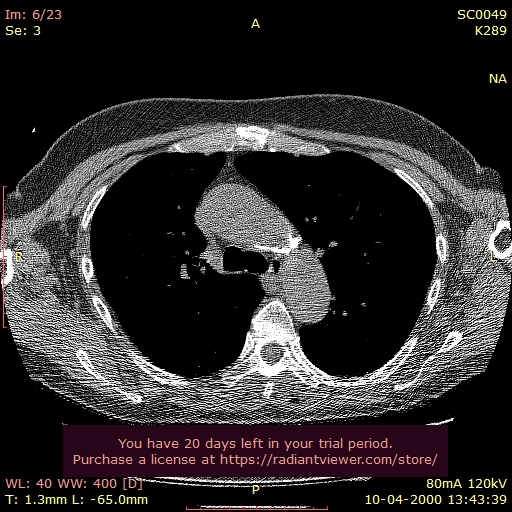 Im: 6/23
Se: 3
A
SC0049
K289
NA
R
L
You have 20 days left in your trial period.
Purchase a license at https://radiantviewer.com/store/
WL: 40 WW: 400 [D]
T: 1.3mm L: -65.0mm
P
80mA 120kV
10-04-2000 13:43:39